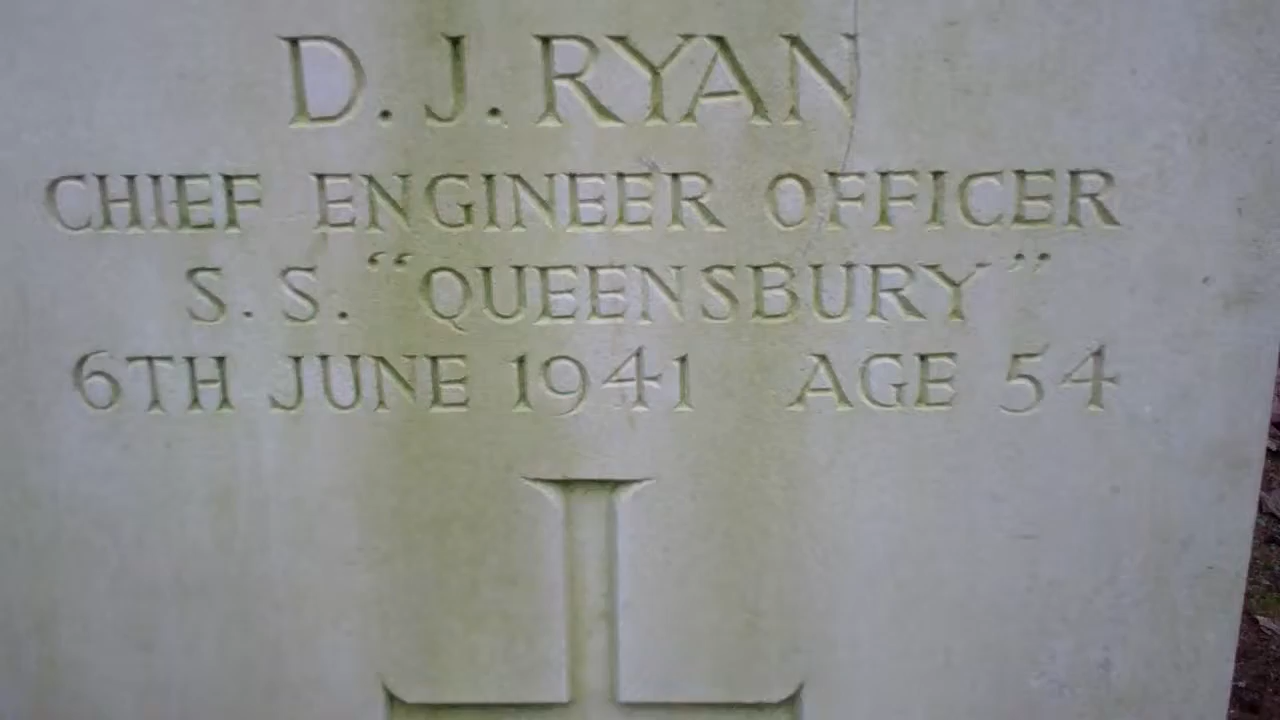 D. J. RYAN
CHIEF ENGINEER OFFICER
S. S. “QUEENSBURY”
6TH JUNE 1941 AGE 54